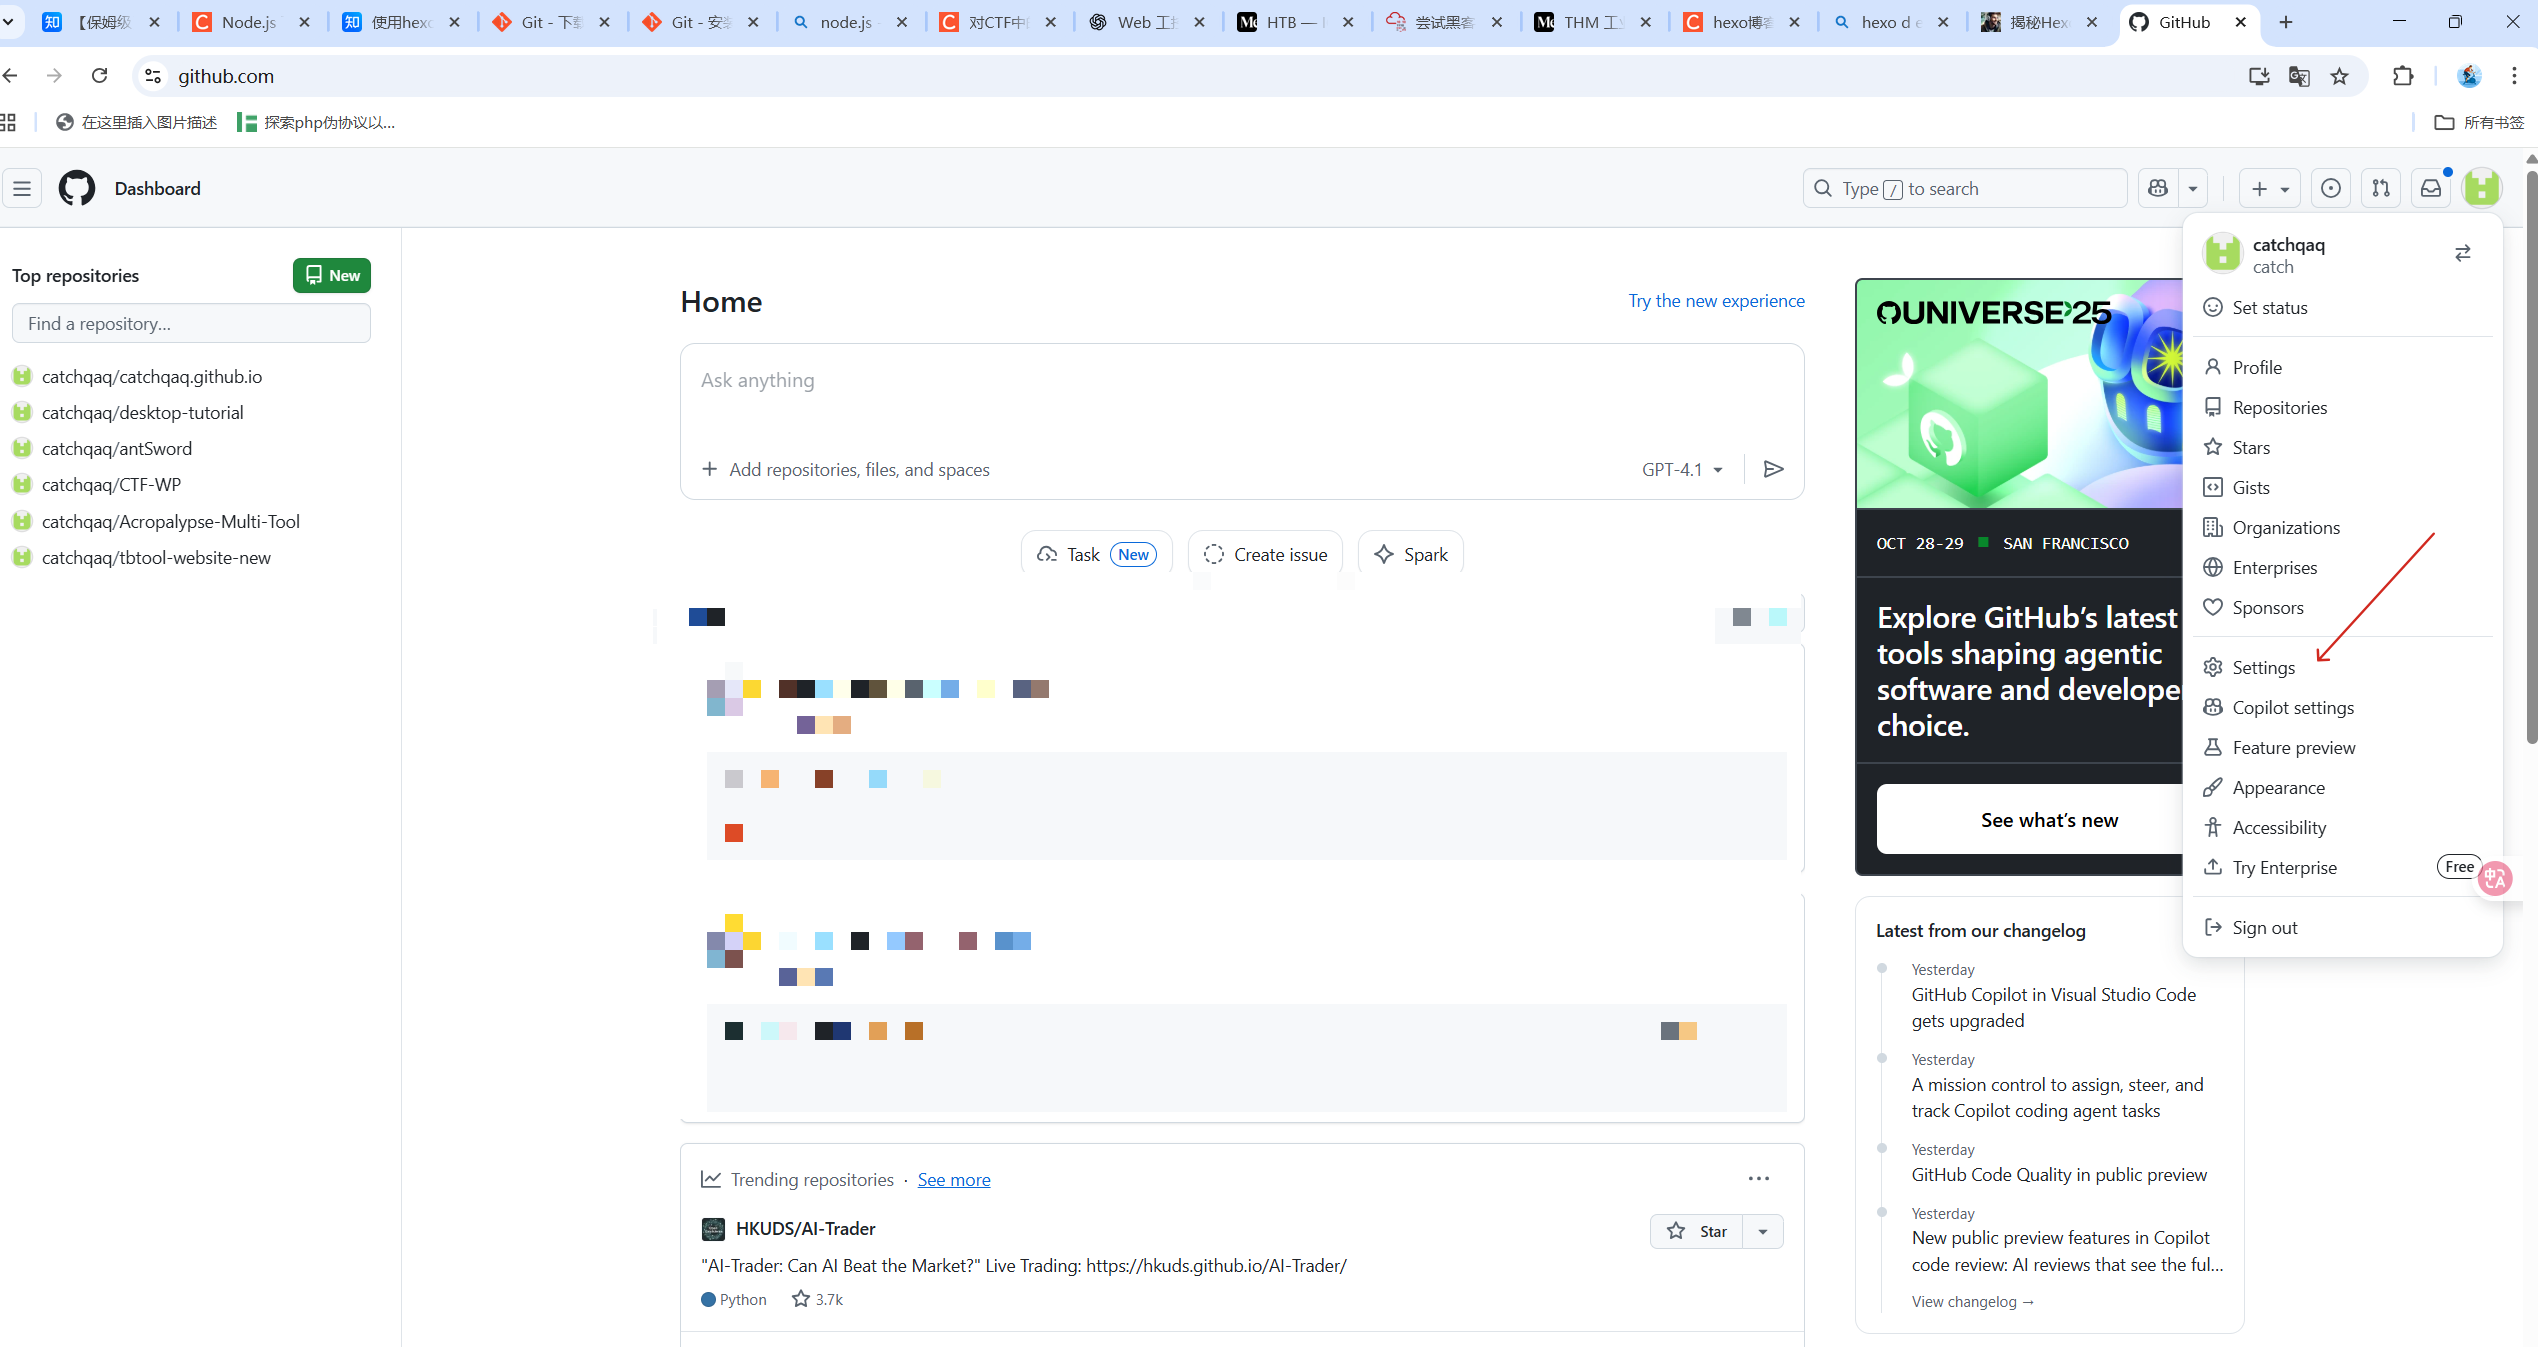 【保姆级
Node.js
使用hexo
Git - 下载
Git - 安装
node.js
对CTF中的
Web
HTB —
尝试黑客
THM 工
hexo博客
hexo d e
揭秘Hexo
GitHub
github.com
在这里插入图片描述
探索php伪协议以...
所有书签
Dashboard
Type / to search
Top repositories
New
Find a repository...
catchqaq/catchqaq.github.io
catchqaq/desktop-tutorial
catchqaq/antSword
catchqaq/CTF-WP
catchqaq/Acropalypse-Multi-Tool
catchqaq/tbtool-website-new
Home
Try the new experience
Ask anything
Add repositories, files, and spaces
GPT-4.1
Task New
Create issue
Spark
Trending repositories · See more
HKUDS/AI-Trader
Star
"AI-Trader: Can AI Beat the Market?" Live Trading: https://hkuds.github.io/AI-Trader/
Python 3.7k
UNIVERSE'25
OCT 28-29 SAN FRANCISCO
Explore GitHub’s latest
tools shaping agentic
software and develope
choice.
See what’s new
Latest from our changelog
Yesterday
GitHub Copilot in Visual Studio Code
gets upgraded
Yesterday
A mission control to assign, steer, and
track Copilot coding agent tasks
Yesterday
GitHub Code Quality in public preview
Yesterday
New public preview features in Copilot
code review: AI reviews that see the ful...
View changelog →
catchqaq
catch
Set status
Profile
Repositories
Stars
Gists
Organizations
Enterprises
Sponsors
Settings
Copilot settings
Feature preview
Appearance
Accessibility
Try Enterprise
Free
Sign out